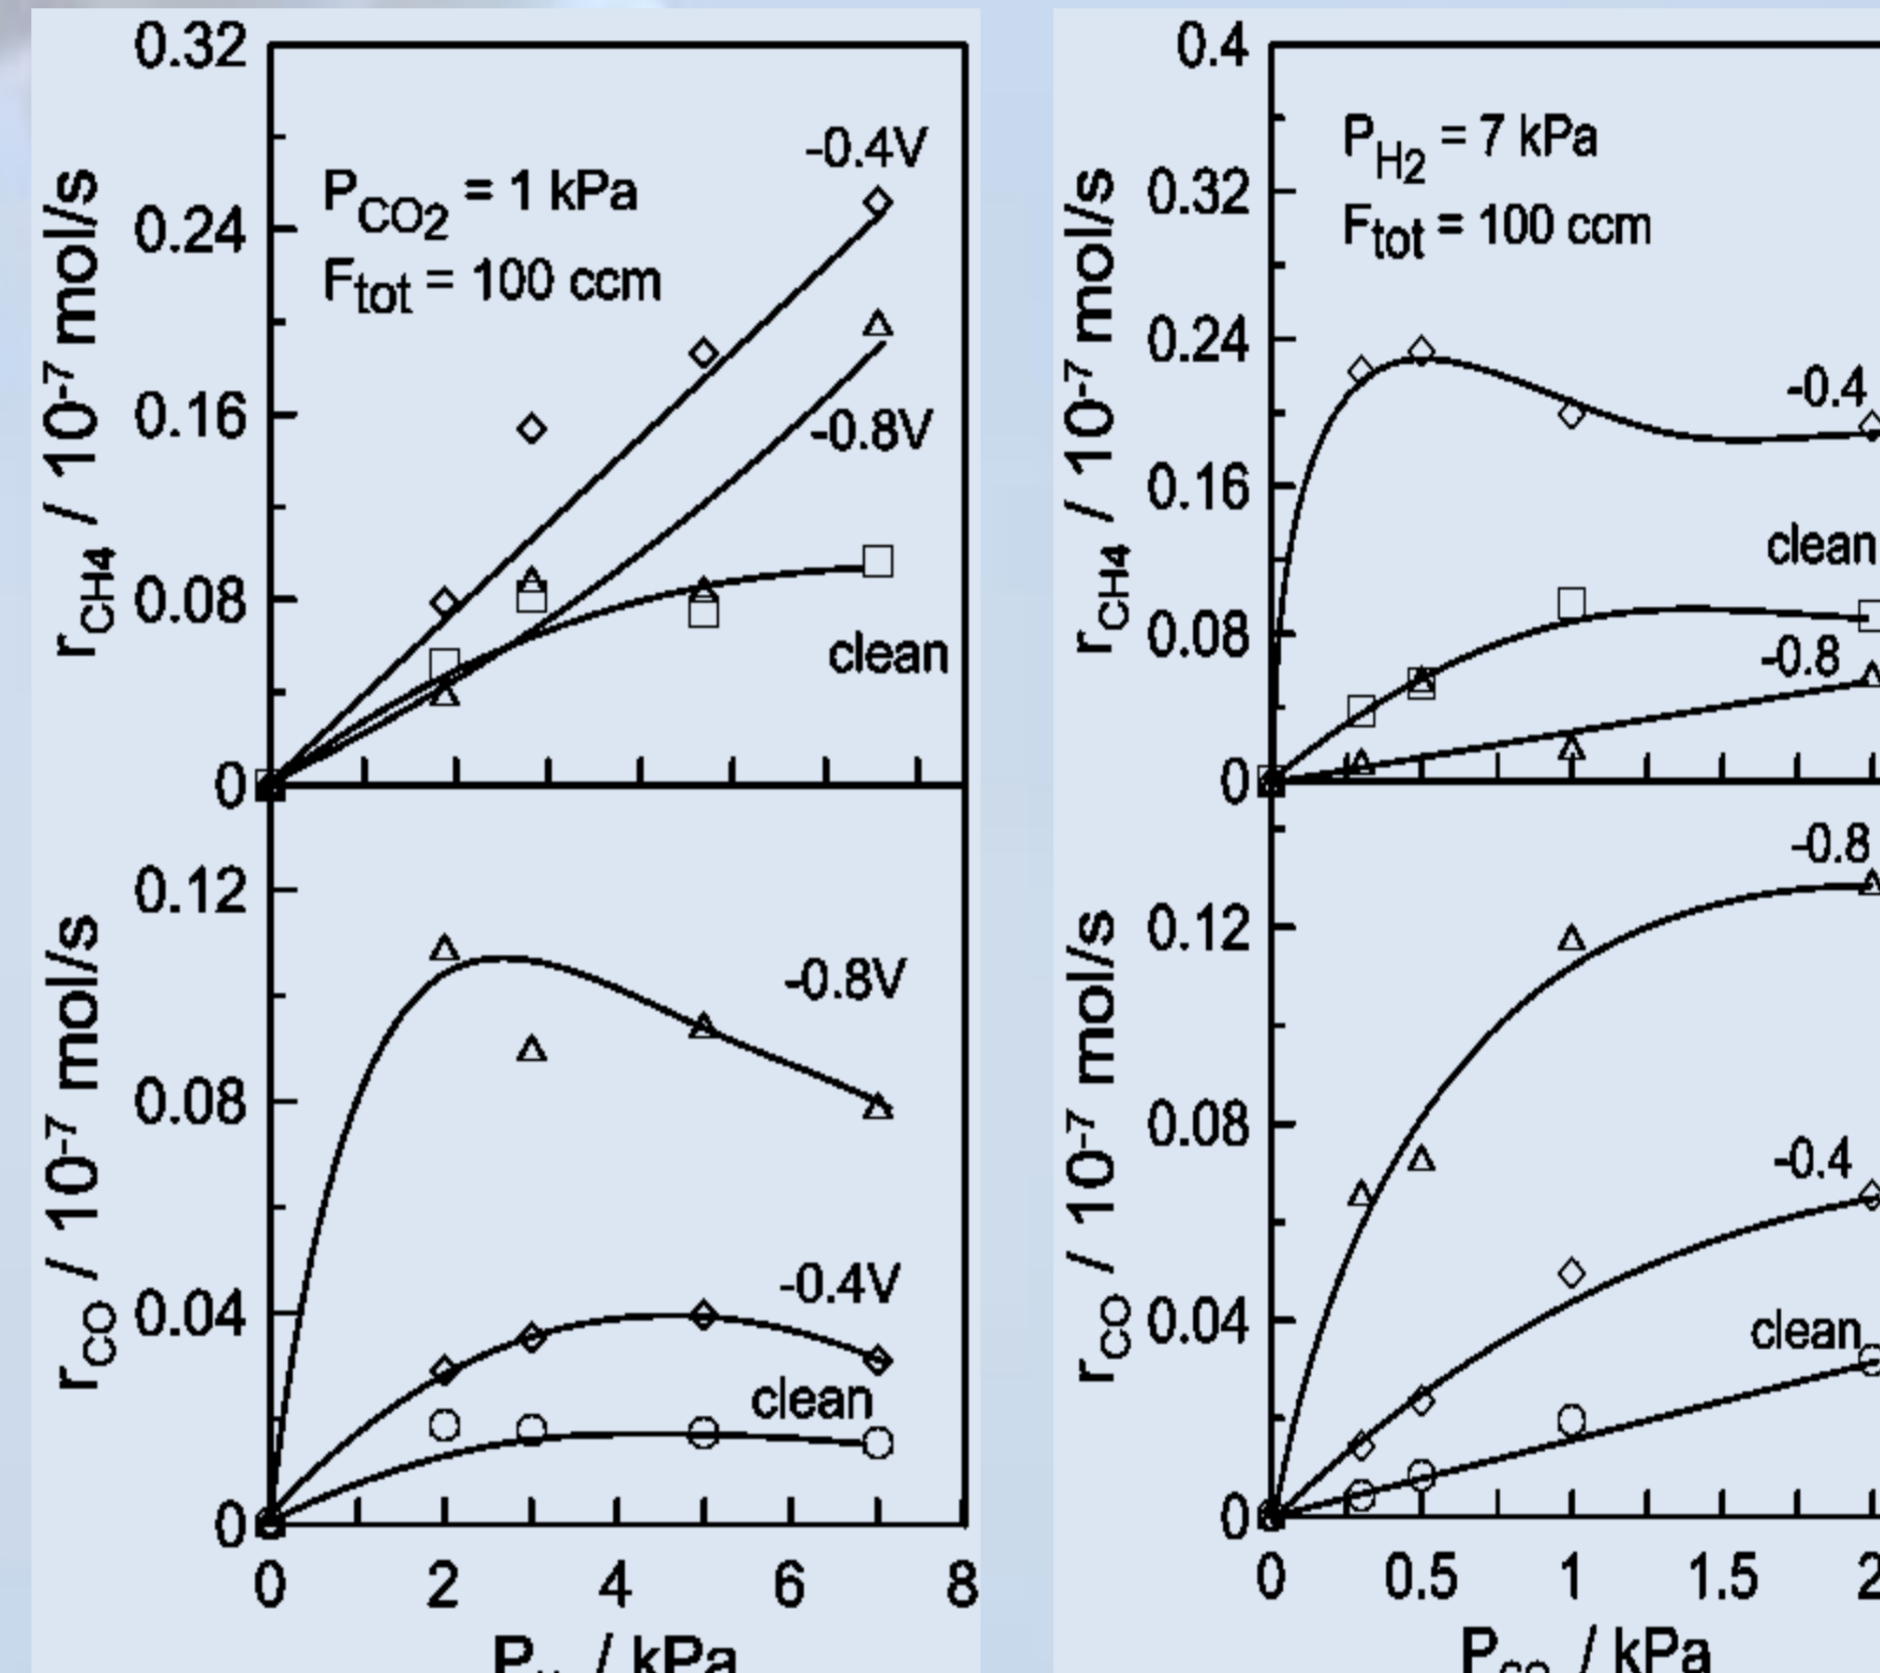 0.32
0.24
0.16
0.08
0
r_CH4 / 10^-7 mol/s
P_CO2 = 1 kPa
F_tot = 100 ccm
-0.4V
-0.8V
clean
0.12
0.08
0.04
0
r_CO / 10^-7 mol/s
-0.8V
-0.4V
clean
0 2 4 6 8
P / kPa
0.4
0.32
0.24
0.16
0.08
0
r_CH4 / 10^-7 mol/s
P_H2 = 7 kPa
F_tot = 100 ccm
-0.4
clean
-0.8
0.12
0.08
0.04
0
r_CO / 10^-7 mol/s
-0.8
-0.4
clean
0 0.5 1 1.5 2
P_CO / kPa